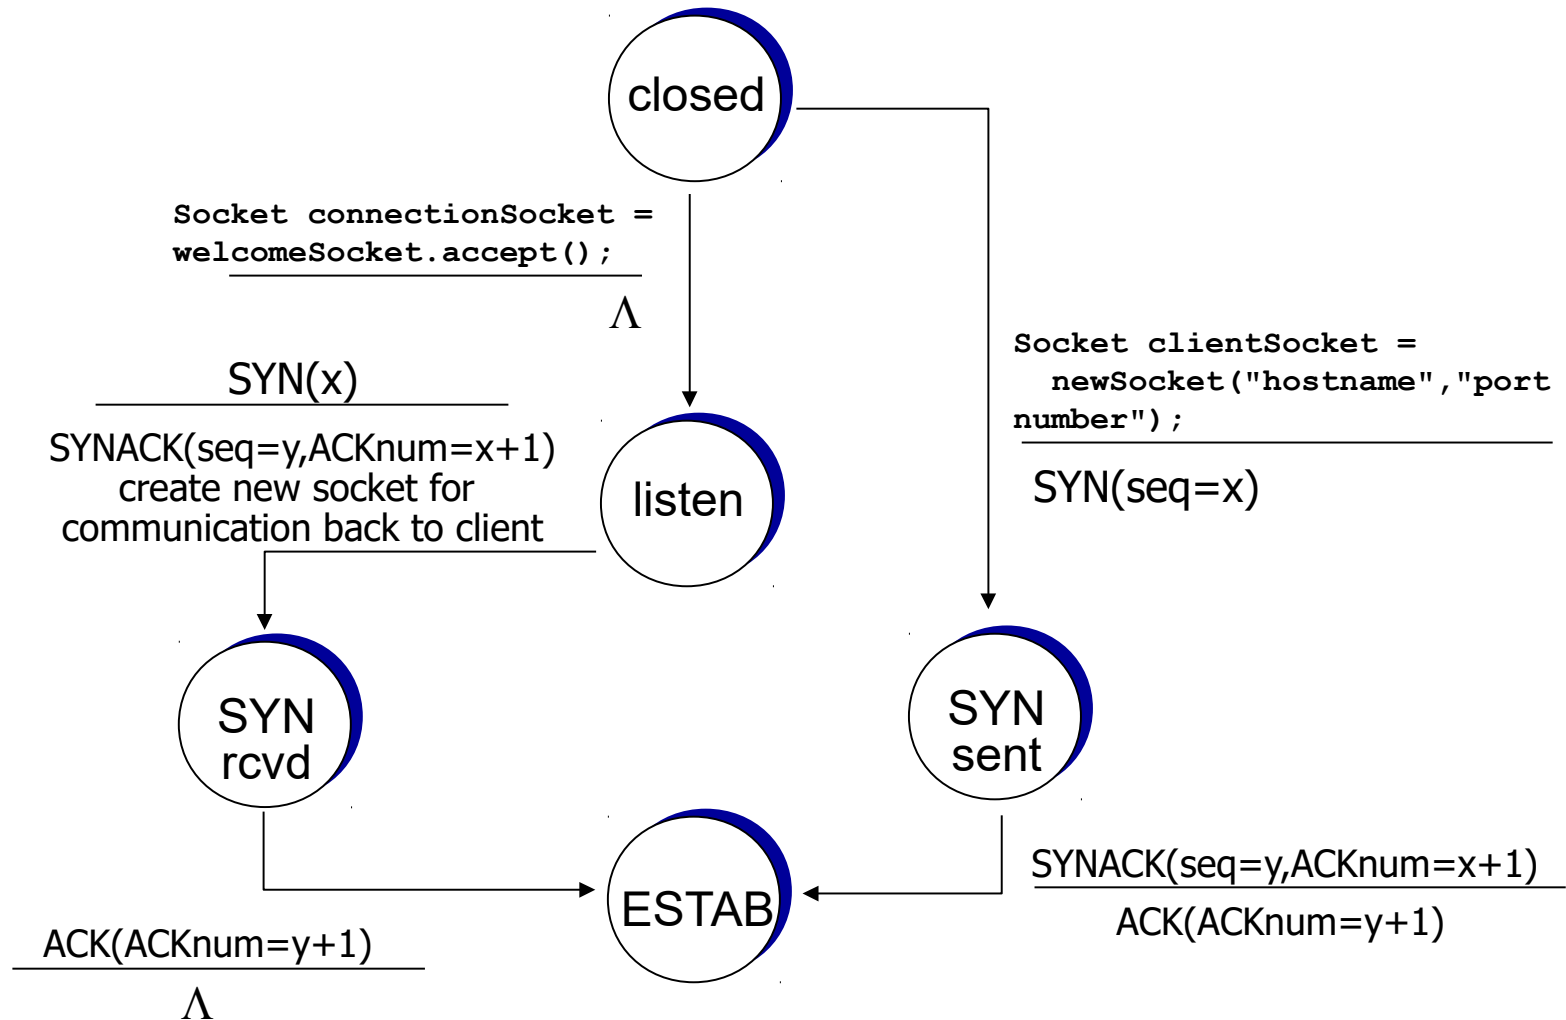 closed
Socket connectionSocket =
welcomeSocket.accept();
Λ
Socket clientSocket =
newSocket("hostname","port
number");
SYN(seq=x)
SYN(x)
SYNACK(seq=y,ACKnum=x+1)
create new socket for
communication back to client
listen
SYN
rcvd
SYN
sent
ESTAB
SYNACK(seq=y,ACKnum=x+1)
ACK(ACKnum=y+1)
ACK(ACKnum=y+1)
Λ